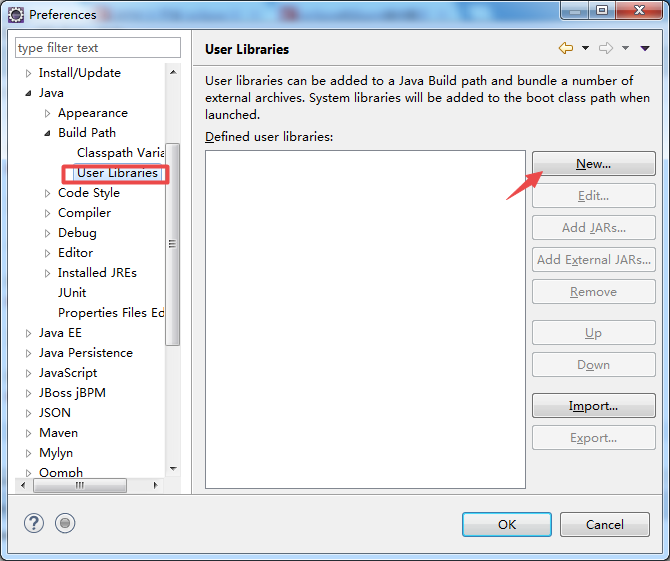 Preferences
type filter text
User Libraries
Install/Update
Java
Appearance
Build Path
Classpath Varia
User Libraries
Code Style
Compiler
Debug
Editor
Installed JREs
JUnit
Properties Files Ed
Java EE
Java Persistence
JavaScript
JBoss jBPM
JSON
Maven
Mylyn
Oomph
User libraries can be added to a Java Build path and bundle a number of
external archives. System libraries will be added to the boot class path when
launched.
Defined user libraries:
New...
Edit...
Add JARs...
Add External JARs...
Remove
Up
Down
Import...
Export...
?
OK
Cancel